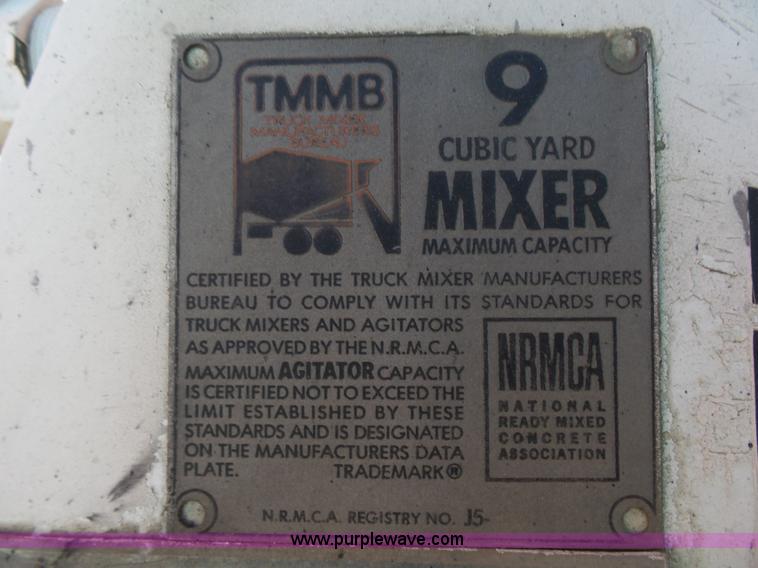 TMMB
TRUCK MIXER
MANUFACTURERS
BUREAU
9
CUBIC YARD
MIXER
MAXIMUM CAPACITY
CERTIFIED BY THE TRUCK MIXER MANUFACTURERS
BUREAU TO COMPLY WITH ITS STANDARDS FOR
TRUCK MIXERS AND AGITATORS
AS APPROVED BY THE N.R.M.C.A.
MAXIMUM AGITATOR CAPACITY
IS CERTIFIED NOT TO EXCEED THE
LIMIT ESTABLISHED BY THESE
STANDARDS AND IS DESIGNATED
ON THE MANUFACTURERS DATA
PLATE. TRADEMARK®
NRMCA
NATIONAL
READY MIXED
CONCRETE
ASSOCIATION
N.R.M.C.A. REGISTRY NO. J5-
www.purplewave.com